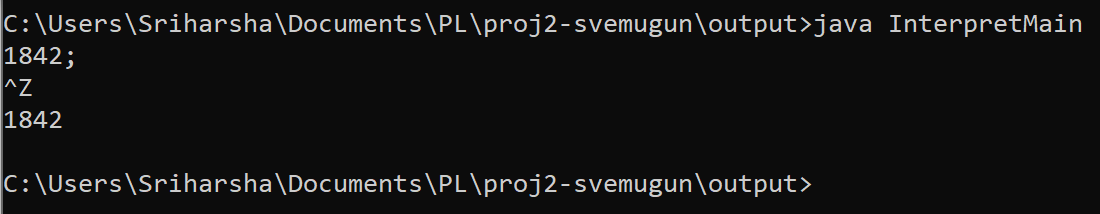 C:\Users\Sriharsha\Documents\PL\proj2-svemugun\output>java InterpretMain
1842;
^Z
1842
C:\Users\Sriharsha\Documents\PL\proj2-svemugun\output>